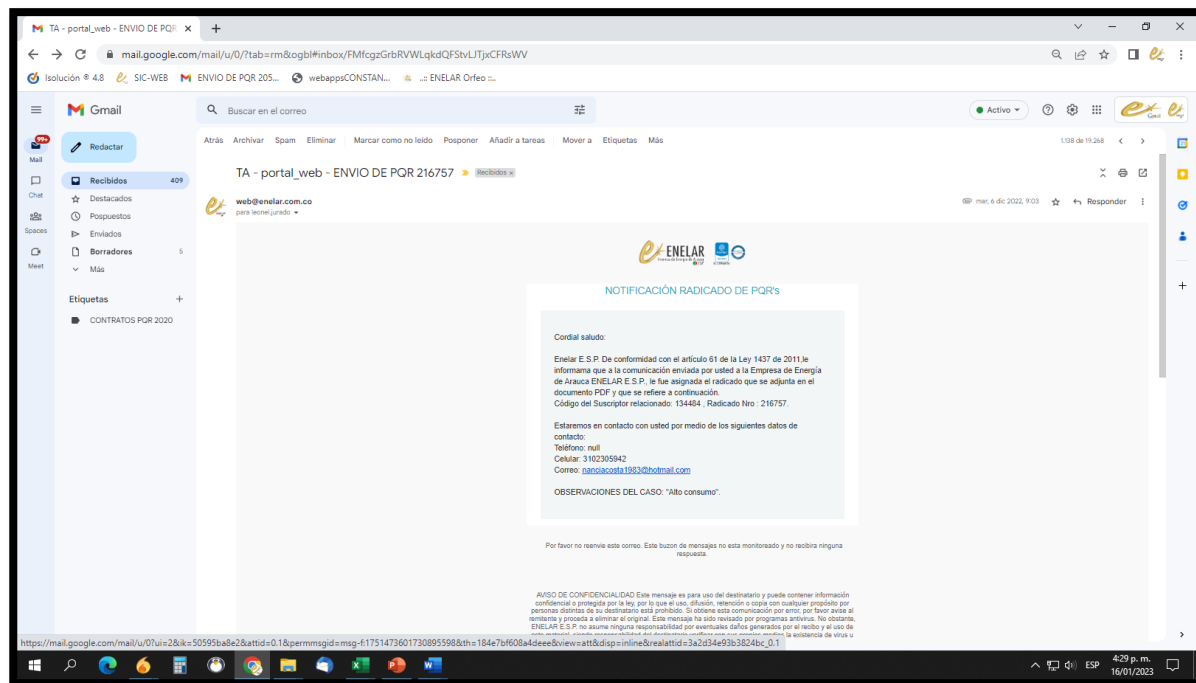 TA - portal_web - ENVIO DE PQR
mail.google.com/mail/u/0/?tab=rm&ogbl#inbox/FMfcgzGrbRVWLqkdQFStvLJTjxCFRsWV
Isolución ® 4.8 SIC-WEB ENVIO DE PQR 205... webappsCONSTAN... ..:: ENELAR Orfeo ::..
Gmail
Buscar en el correo
Activo
99+
Mail
Chat
Spaces
Meet
Redactar
Recibidos 409
Destacados
Pospuestos
Enviados
Borradores 5
Más
Etiquetas +
CONTRATOS PQR 2020
Atrás Archivar Spam Eliminar Marcar como no leído Posponer Añadir a tareas Mover a Etiquetas Más
1.138 de 19.268
TA - portal_web - ENVIO DE PQR 216757 Recibidos x
web@enelar.com.co
para leonel.jurado
mar, 6 dic 2022, 9:03
Responder
ENELAR
NOTIFICACIÓN RADICADO DE PQR's
Cordial saludo:
Enelar E.S.P. De conformidad con el artículo 61 de la Ley 1437 de 2011,le
informama que a la comunicación enviada por usted a la Empresa de Energía
de Arauca ENELAR E.S.P., le fue asignada el radicado que se adjunta en el
documento PDF y que se refiere a continuación.
Código del Suscriptor relacionado: 134484 , Radicado Nro : 216757.
Estaremos en contacto con usted por medio de los siguientes datos de
contacto:
Teléfono: null
Celular: 3102305942
Correo: nanciacosta1983@hotmail.com
OBSERVACIONES DEL CASO: "Alto consumo".
Por favor no reenvie este correo. Este buzon de mensajes no esta monitoreado y no recibira ninguna
respuesta.
AVISO DE CONFIDENCIALIDAD Este mensaje es para uso del destinatario y puede contener información
confidencial o protegida por la ley, por lo que el uso, difusión, retención o copia con cualquier propósito por
personas distintas de su destinatario está prohibido. Si obtiene esta comunicación por error, por favor avise al
remitente y proceda a eliminar el original. Este mensaje ha sido revisado por programas antivirus. No obstante,
ENELAR E.S.P. no asume ninguna responsabilidad por eventuales daños generados por el recibo y el uso de
la existencia de virus u
https://mail.google.com/mail/u/0?ui=2&ik=50595ba8e2&attid=0.1&permmsgid=msg-f:1751473601730895598&th=184e7bf608a4deee&view=att&disp=inline&realattid=3a2d34e93b3824bc_0.1
ESP
4:29 p. m.
16/01/2023